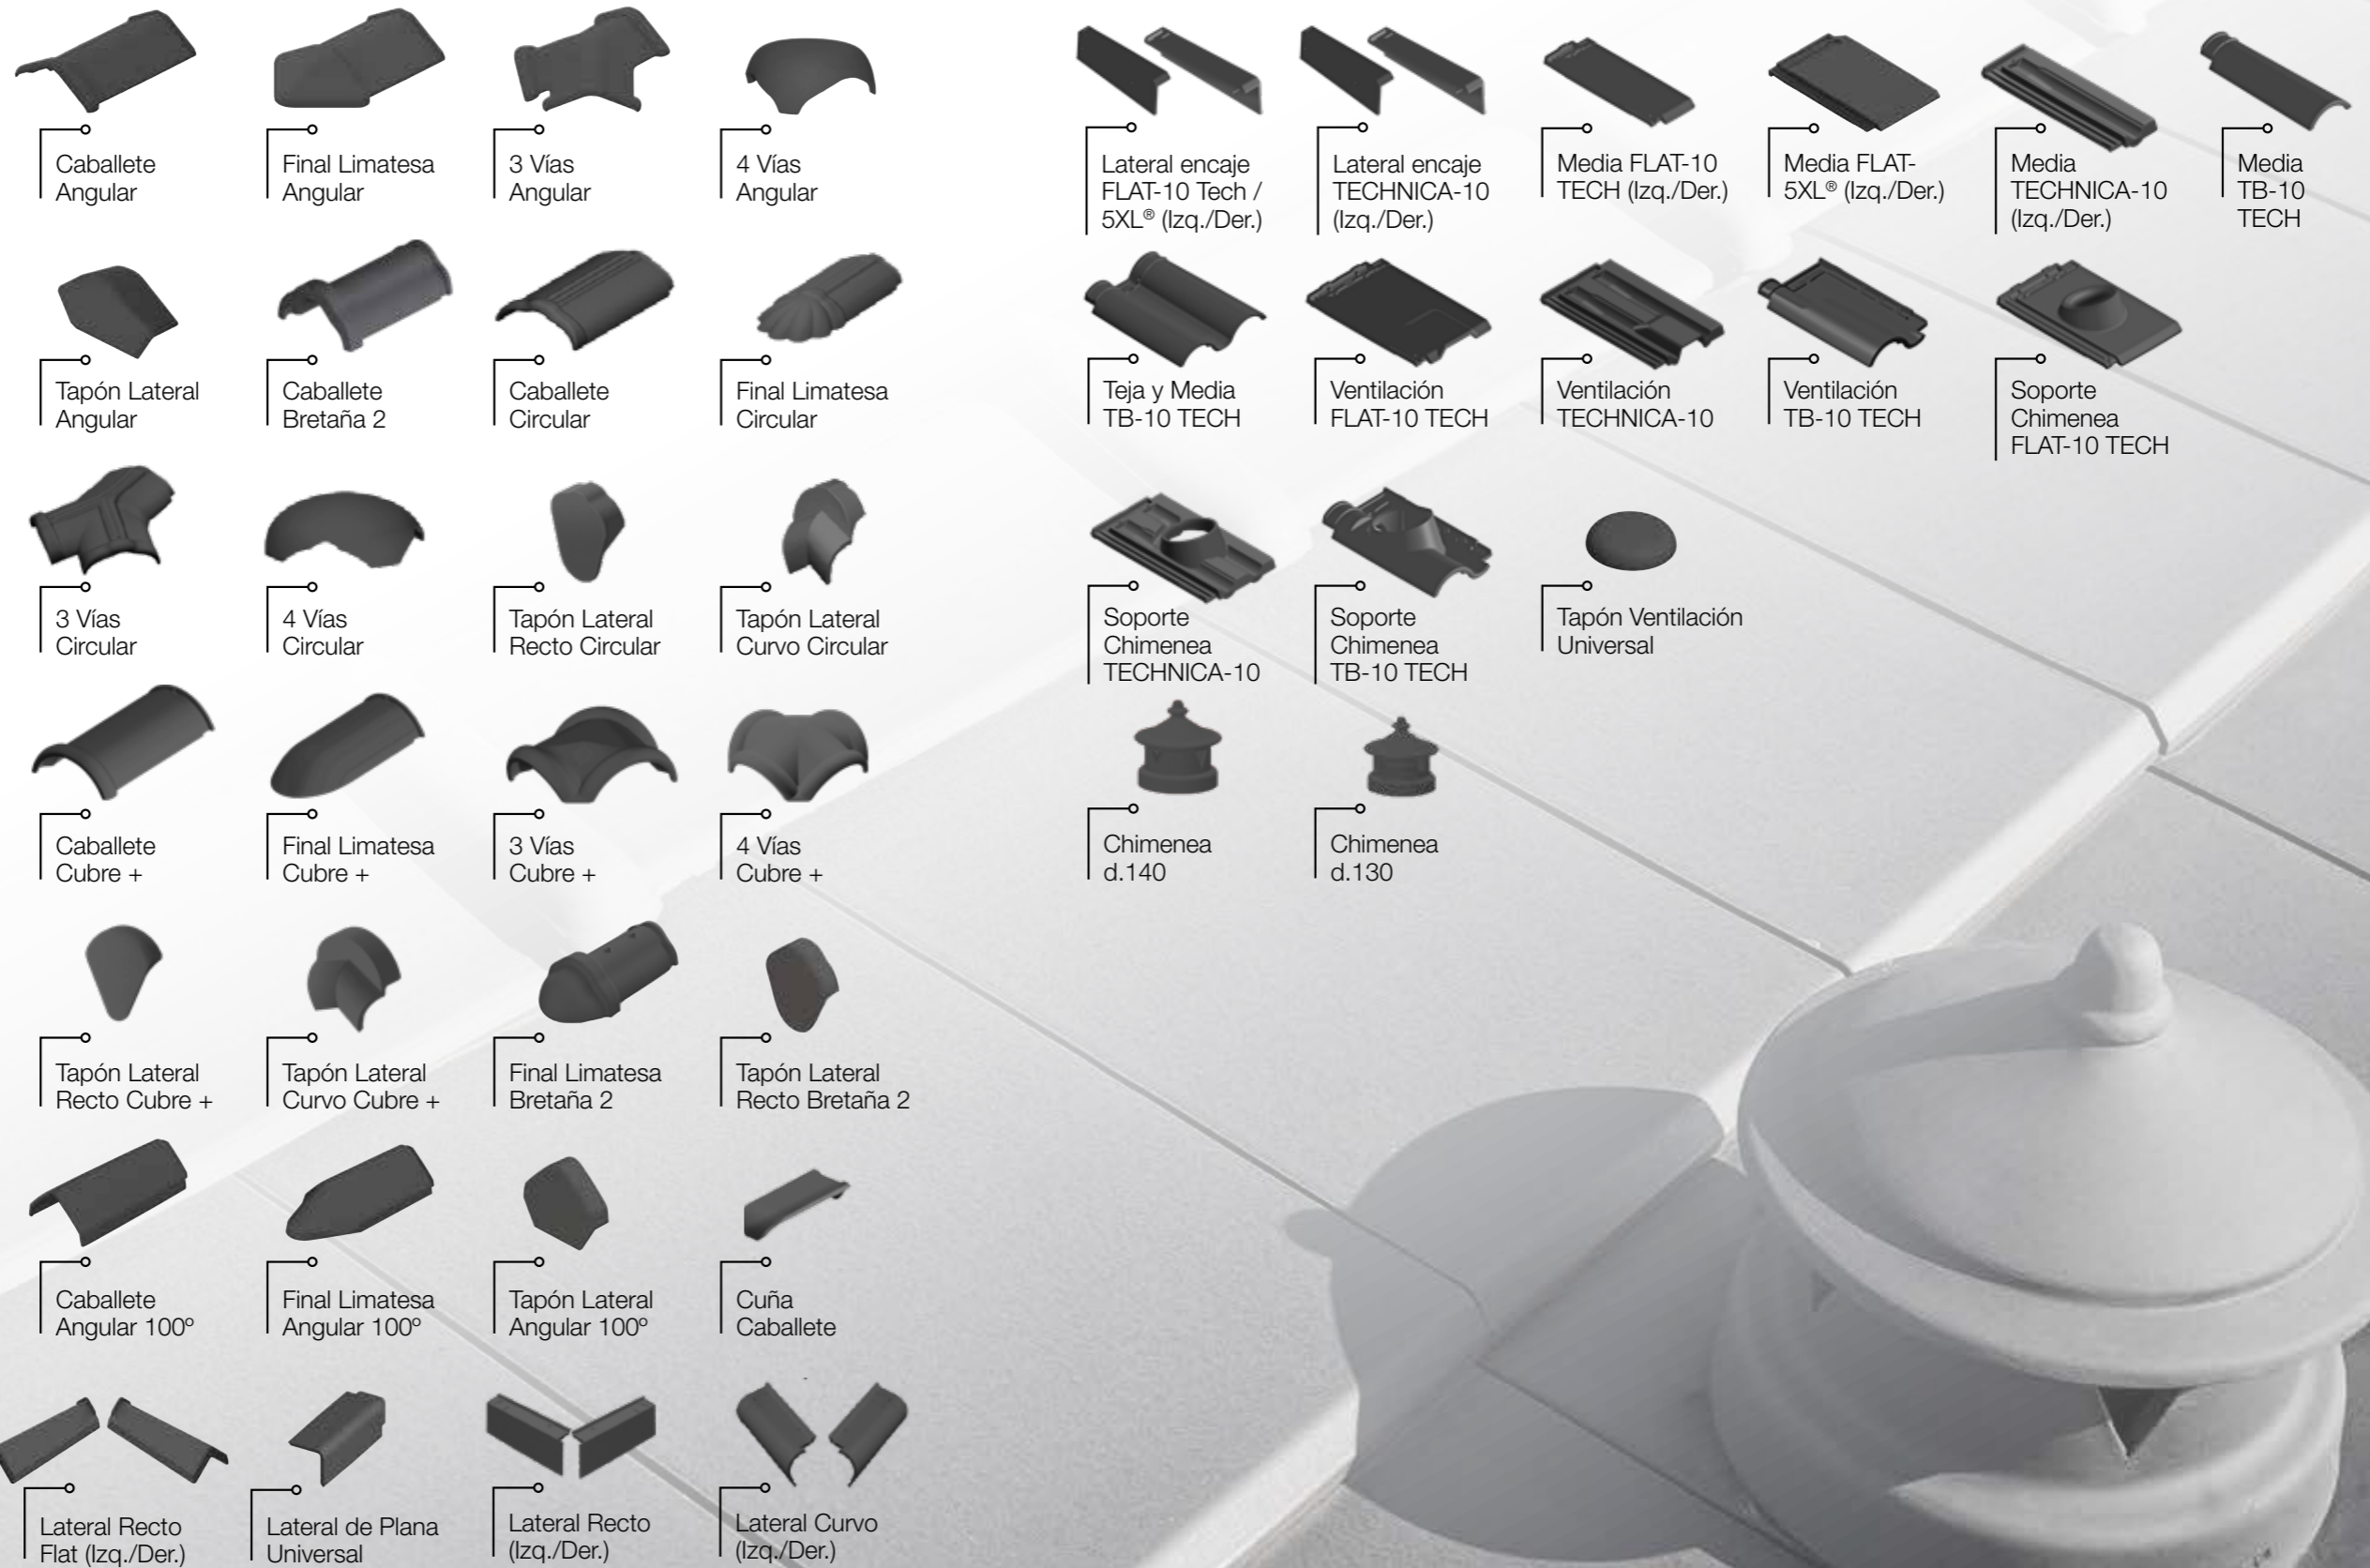 Caballete
Angular
Final Limatesa
Angular
3 Vías
Angular
4 Vías
Angular
Tapón Lateral
Angular
Caballete
Bretaña 2
Caballete
Circular
Final Limatesa
Circular
3 Vías
Circular
4 Vías
Circular
Tapón Lateral
Recto Circular
Tapón Lateral
Curvo Circular
Caballete
Cubre +
Final Limatesa
Cubre +
3 Vías
Cubre +
4 Vías
Cubre +
Tapón Lateral
Recto Cubre +
Tapón Lateral
Curvo Cubre +
Final Limatesa
Bretaña 2
Tapón Lateral
Recto Bretaña 2
Caballete
Angular 100º
Final Limatesa
Angular 100º
Tapón Lateral
Angular 100º
Cuña
Caballete
Lateral Recto
Flat (Izq./Der.)
Lateral de Plana
Universal
Lateral Recto
(Izq./Der.)
Lateral Curvo
(Izq./Der.)
Lateral encaje
FLAT-10 Tech /
5XL® (Izq./Der.)
Lateral encaje
TECHNICA-10
(Izq./Der.)
Media FLAT-10
TECH (Izq./Der.)
Media FLAT-
5XL® (Izq./Der.)
Media
TECHNICA-10
(Izq./Der.)
Media
TB-10
TECH
Teja y Media
TB-10 TECH
Ventilación
FLAT-10 TECH
Ventilación
TECHNICA-10
Ventilación
TB-10 TECH
Soporte
Chimenea
FLAT-10 TECH
Soporte
Chimenea
TECHNICA-10
Soporte
Chimenea
TB-10 TECH
Tapón Ventilación
Universal
Chimenea
d.140
Chimenea
d.130